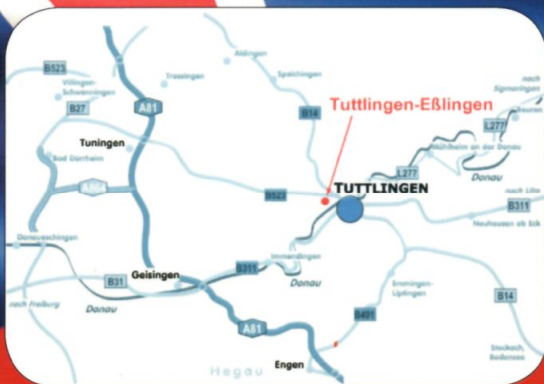 Aldingen
B523
Villingen-
Schwenningen
Trossingen
Spaichingen
nach
Sigmaringen
B27
A81
B14
Tuttlingen-Eßlingen
L277
Beuron
Tuningen
Mühlheim an der Donau
Bad Dürrheim
L277
Donau
B523
TUTTLINGEN
nach Ulm
B311
Donaueschingen
Neuhausen ob Eck
Immendingen
B311
Geisingen
B31
Donau
Emmingen-
Liptingen
nach Freiburg
Donau
B14
A81
B491
Stockach,
Bodensee
Engen
Hegau